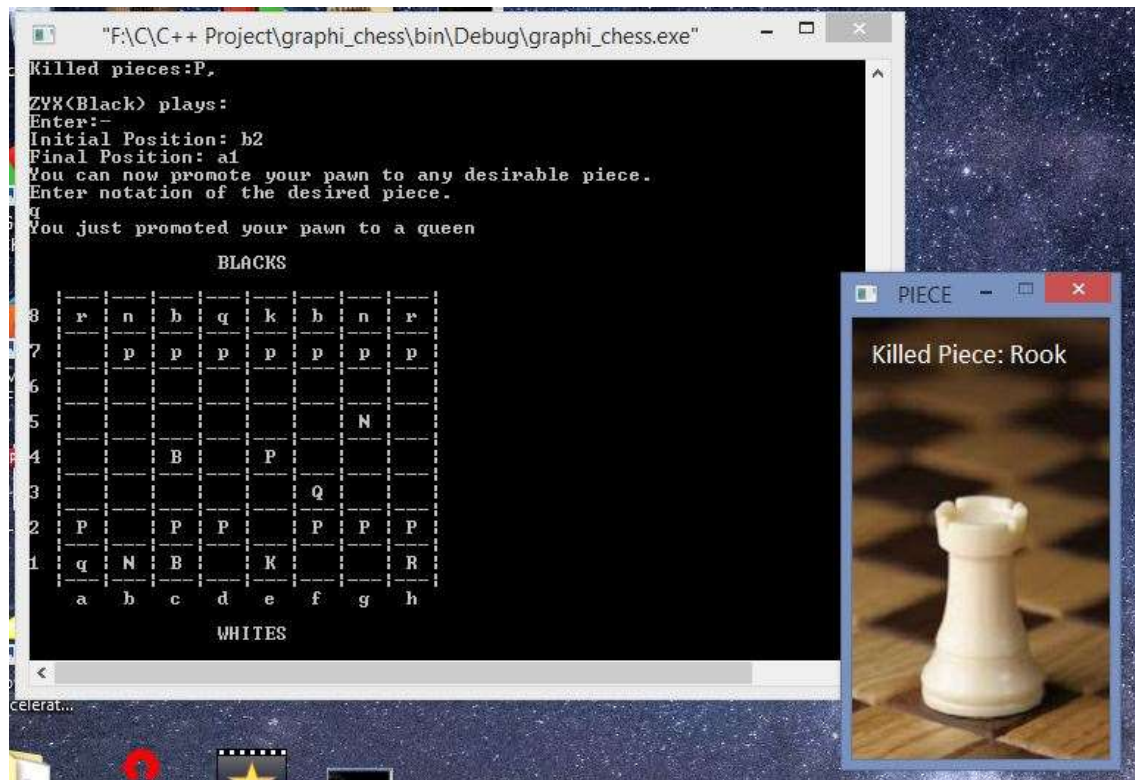 "F:\C\C++ Project\graphi_chess\bin\Debug\graphi_chess.exe"
Killed pieces:P,
ZYX(Black) plays:
Enter:-
Initial Position: b2
Final Position: a1
You can now promote your pawn to any desirable piece.
Enter notation of the desired piece.
q
You just promoted your pawn to a queen
BLACKS
8 r n b q k b n r
7 p p p p p p p
6
5 N
4 B P
3 Q
2 P P P P P P
1 q N B K R
a b c d e f g h
WHITES
PIECE
Killed Piece: Rook
celerat...